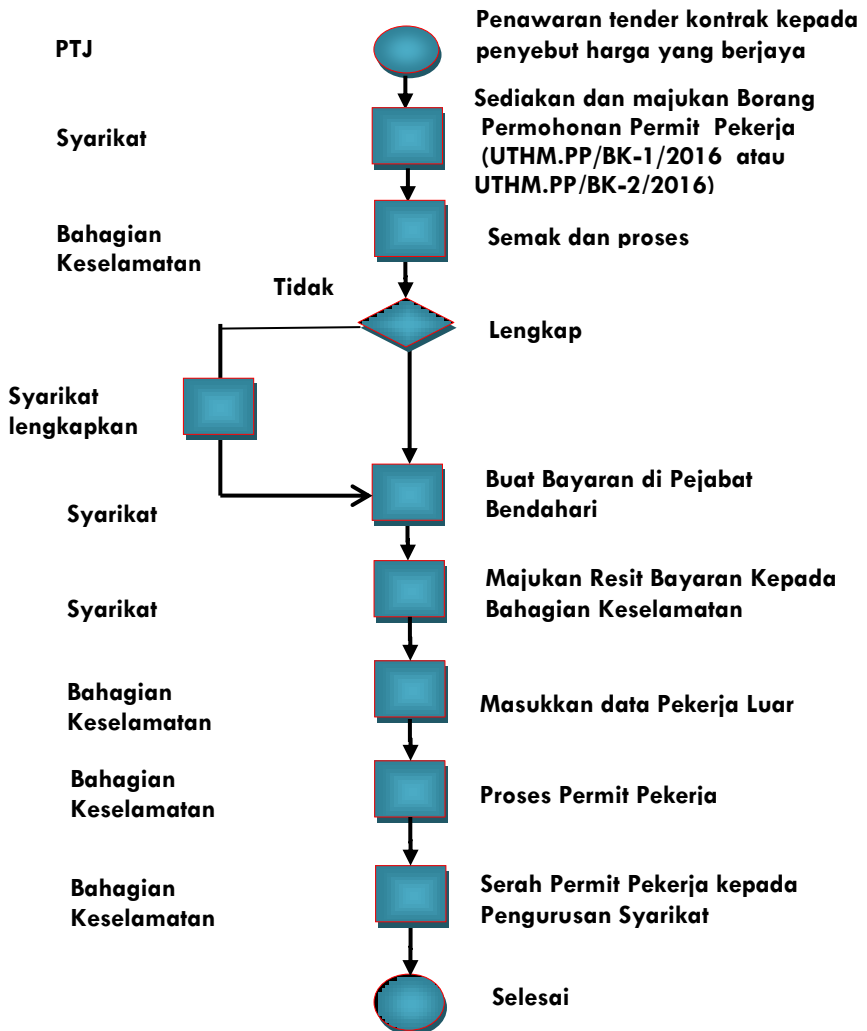 PTJ
Penawaran tender kontrak kepada
penyebut harga yang berjaya
Syarikat
Sediakan dan majukan Borang
Permohonan Permit Pekerja
(UTHM.PP/BK-1/2016 atau
UTHM.PP/BK-2/2016)
Bahagian
Keselamatan
Semak dan proses
Tidak
Lengkap
Syarikat
lengkapkan
Syarikat
Buat Bayaran di Pejabat
Bendahari
Syarikat
Majukan Resit Bayaran Kepada
Bahagian Keselamatan
Bahagian
Keselamatan
Masukkan data Pekerja Luar
Bahagian
Keselamatan
Proses Permit Pekerja
Bahagian
Keselamatan
Serah Permit Pekerja kepada
Pengurusan Syarikat
Selesai